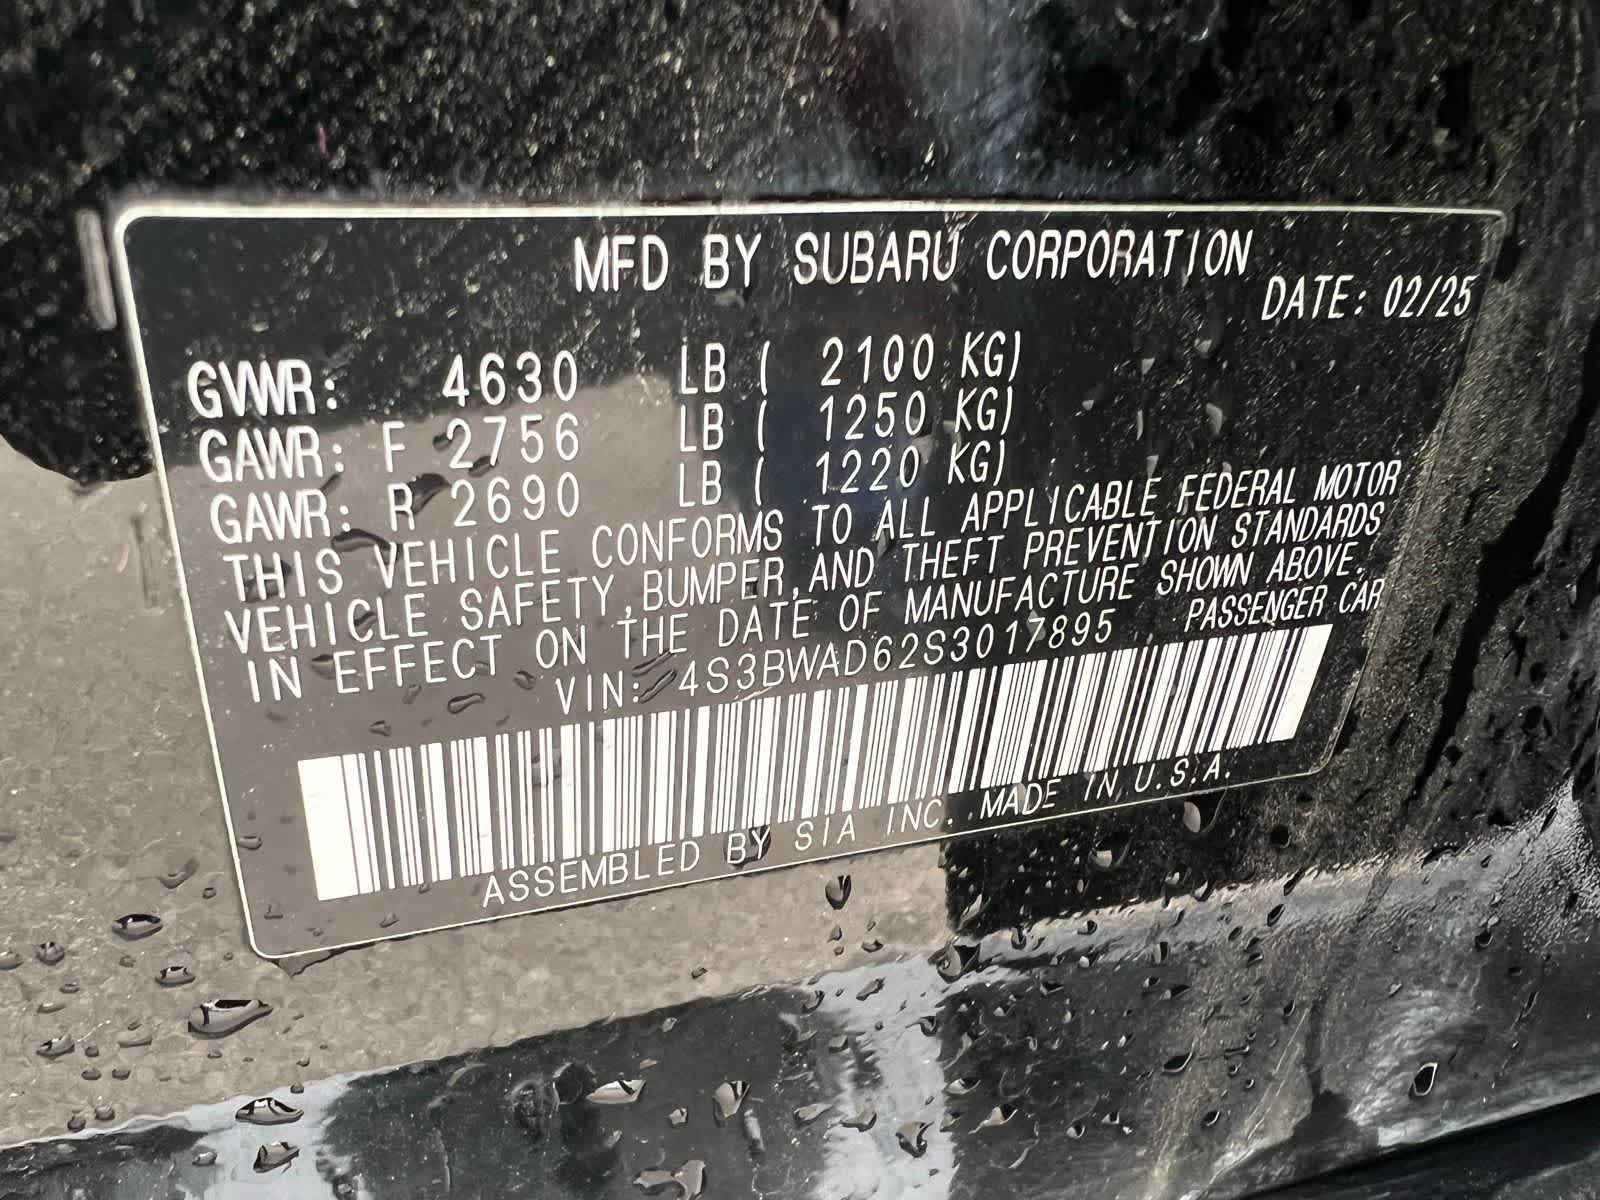 MFD BY SUBARU CORPORATION
DATE: 02/25
GVWR: 4630 LB ( 2100 KG)
GAWR: F 2756 LB ( 1250 KG)
GAWR: R 2690 LB ( 1220 KG)
THIS VEHICLE CONFORMS TO ALL APPLICABLE FEDERAL MOTOR
VEHICLE SAFETY,BUMPER,AND THEFT PREVENTION STANDARDS
IN EFFECT ON THE DATE OF MANUFACTURE SHOWN ABOVE.
VIN: 4S3BWAD62S3017895 PASSENGER CAR
ASSEMBLED BY SIA INC. MADE IN U.S.A.